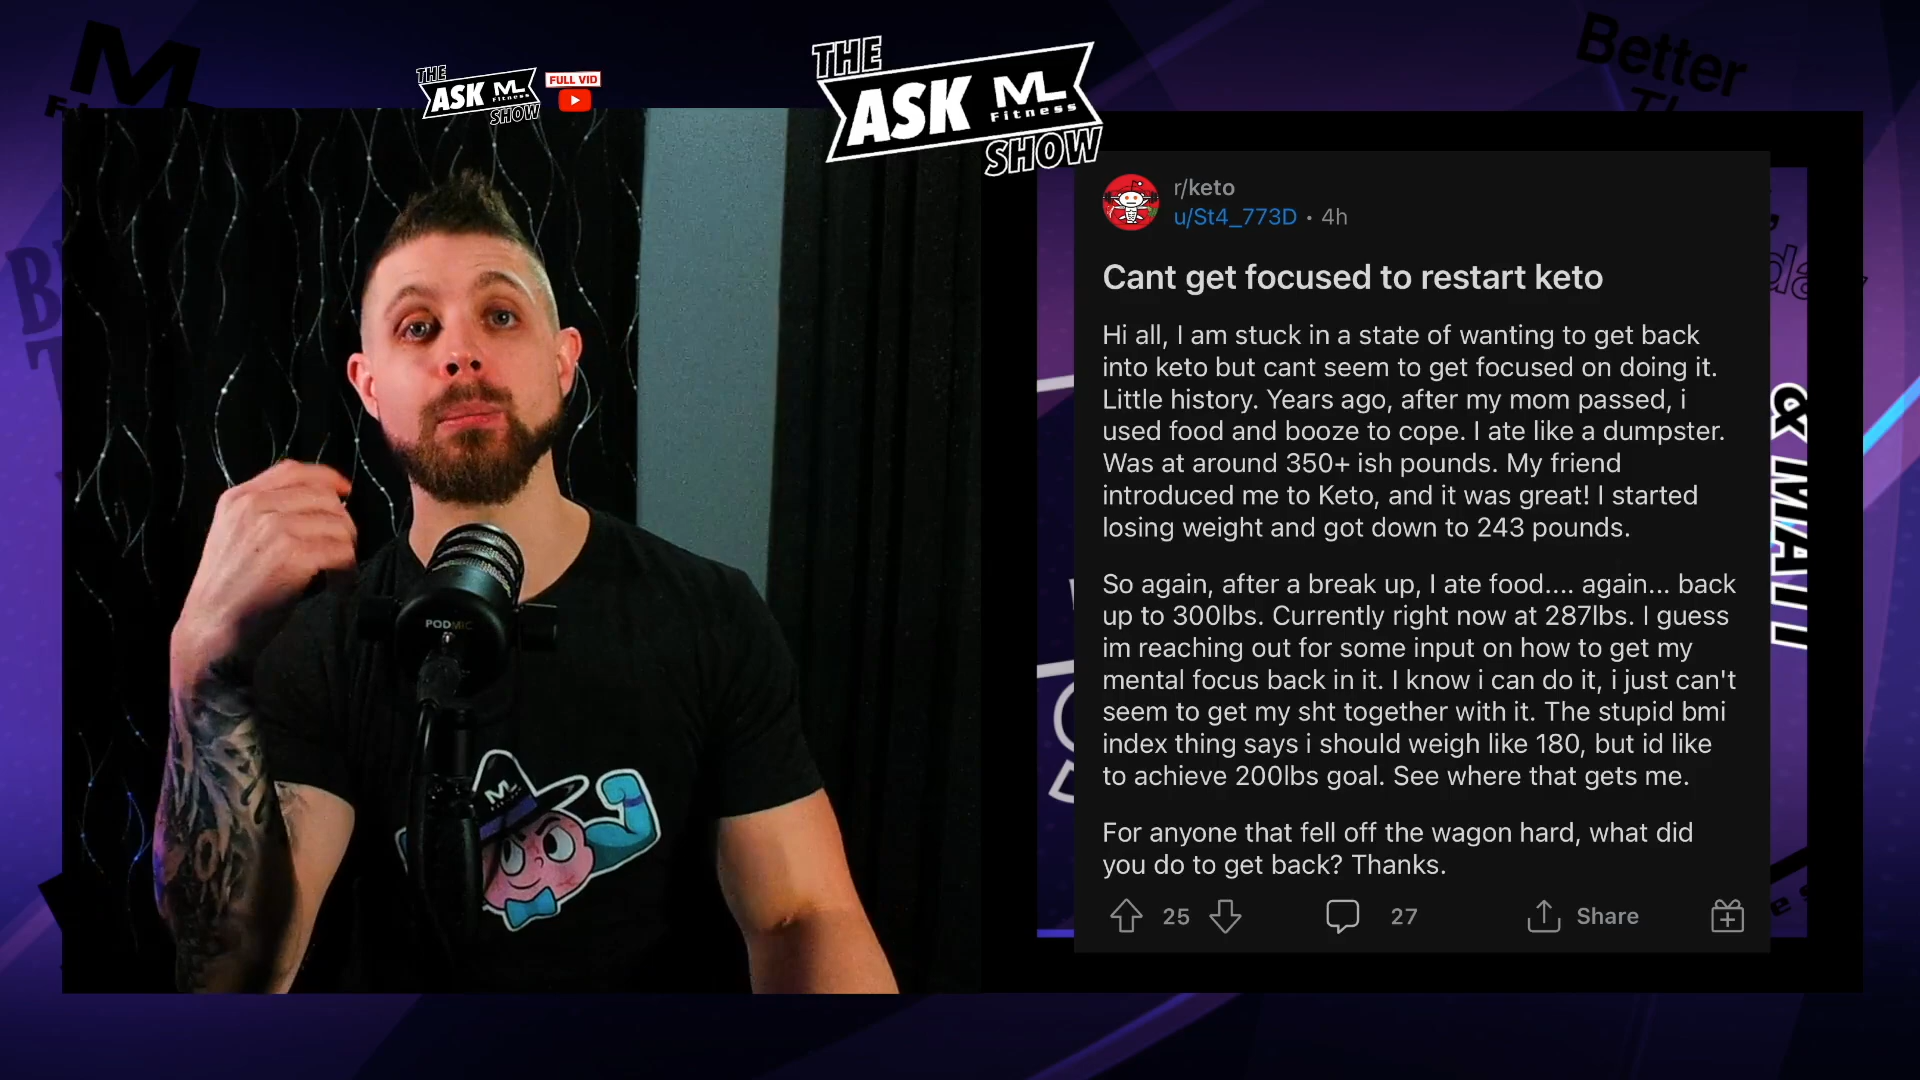 THE
ASK ML
Fitness
SHOW
FULL VID
THE
ASK ML
Fitness
SHOW
Better
r/keto
u/St4_773D • 4h
Cant get focused to restart keto
Hi all, I am stuck in a state of wanting to get back
into keto but cant seem to get focused on doing it.
Little history. Years ago, after my mom passed, i
used food and booze to cope. I ate like a dumpster.
Was at around 350+ ish pounds. My friend
introduced me to Keto, and it was great! I started
losing weight and got down to 243 pounds.
So again, after a break up, I ate food.... again... back
up to 300lbs. Currently right now at 287lbs. I guess
im reaching out for some input on how to get my
mental focus back in it. I know i can do it, i just can't
seem to get my sht together with it. The stupid bmi
index thing says i should weigh like 180, but id like
to achieve 200lbs goal. See where that gets me.
For anyone that fell off the wagon hard, what did
you do to get back? Thanks.
25
27
Share
PODMIC
ML
& MATT